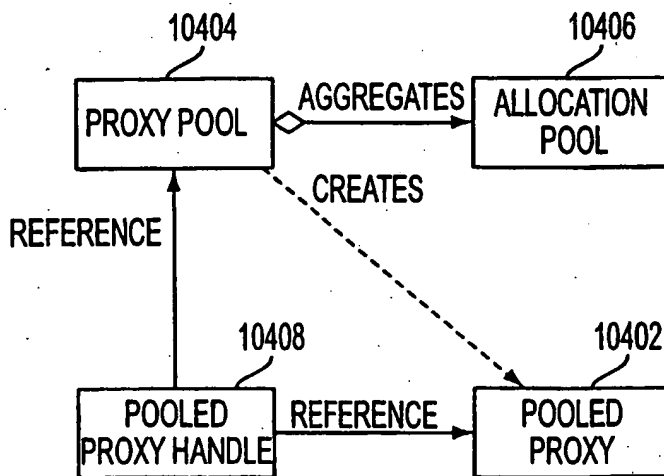 10404
10406
PROXY POOL
AGGREGATES
ALLOCATION
POOL
CREATES
REFERENCE
10408
10402
POOLED
PROXY HANDLE
REFERENCE
POOLED
PROXY